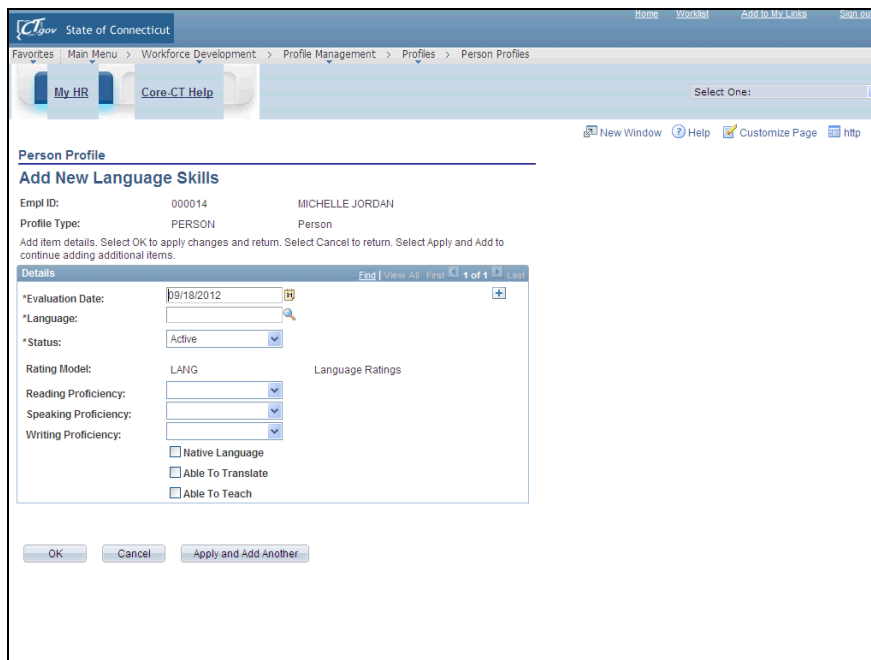 Home Worklist Add to My Links Sign out
CT.gov State of Connecticut
Favorites Main Menu > Workforce Development > Profile Management > Profiles > Person Profiles
My HR Core-CT Help
Select One:
New Window Help Customize Page http
Person Profile
Add New Language Skills
Empl ID: 000014 MICHELLE JORDAN
Profile Type: PERSON Person
Add item details. Select OK to apply changes and return. Select Cancel to return. Select Apply and Add to
continue adding additional items.
Details Find | View All First 1 of 1 Last
*Evaluation Date: 09/18/2012
*Language:
*Status: Active
Rating Model: LANG Language Ratings
Reading Proficiency:
Speaking Proficiency:
Writing Proficiency:
Native Language
Able To Translate
Able To Teach
OK Cancel Apply and Add Another